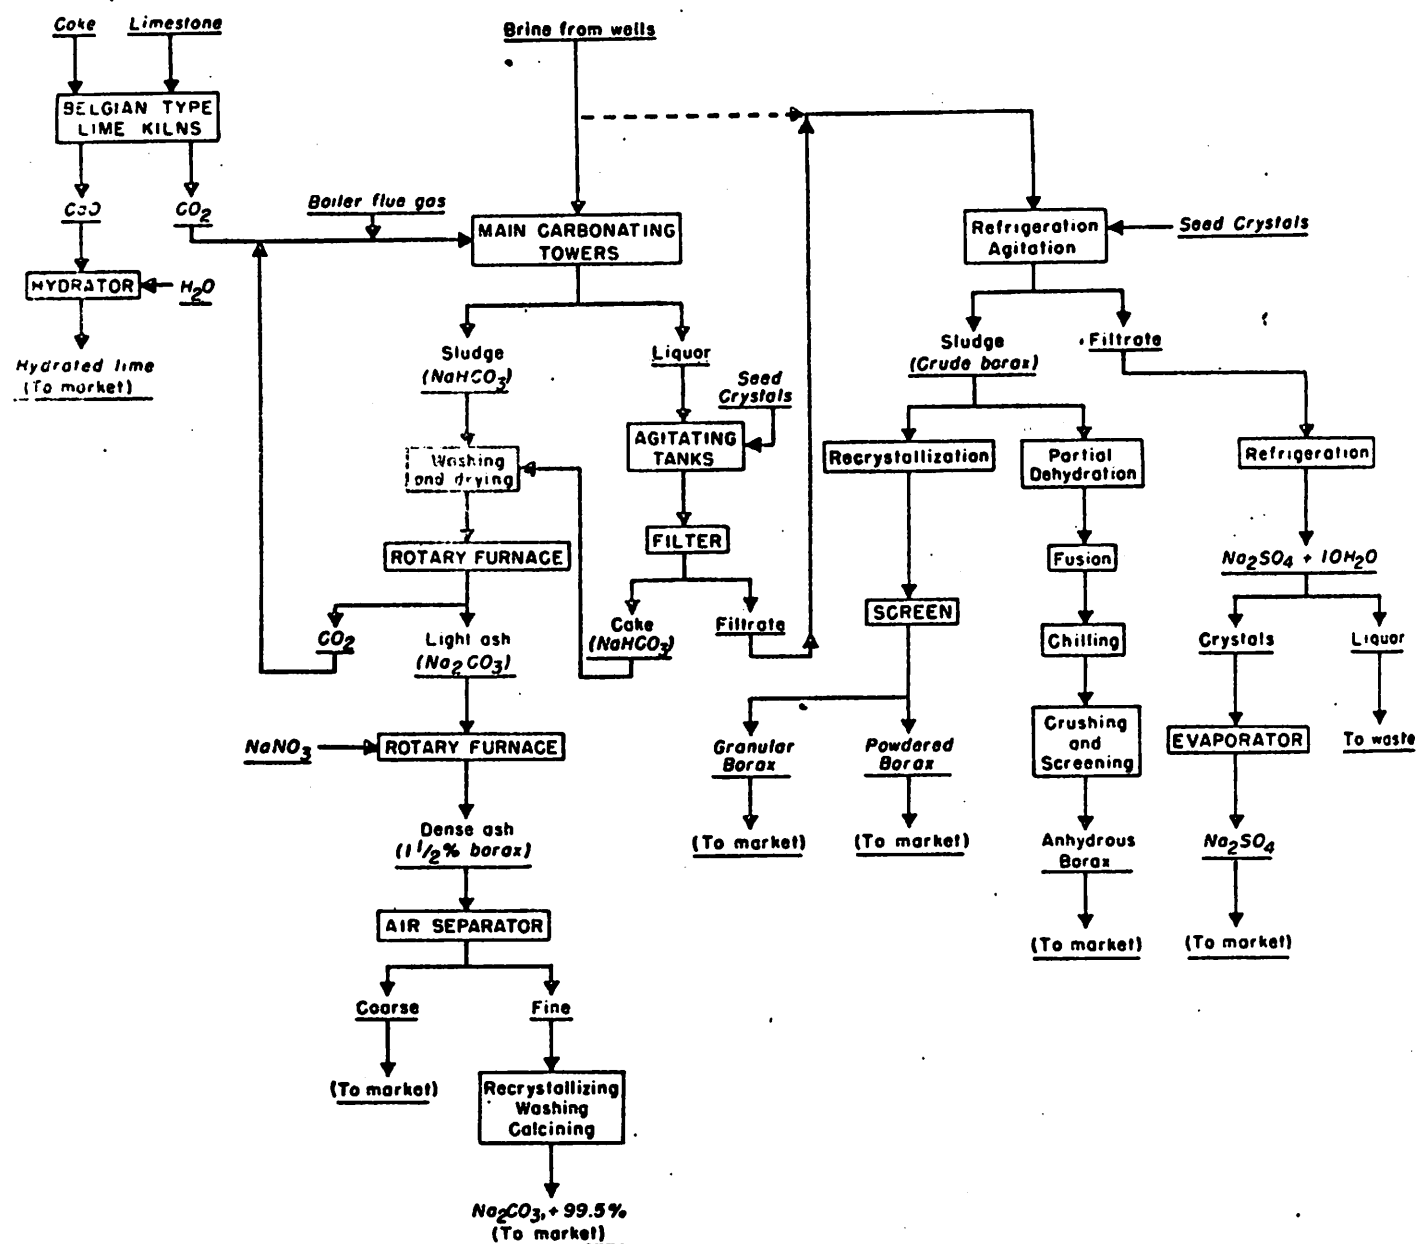 Coke
Limestone
Brine from wells
BELGIAN TYPE
LIME KILNS
CaO
CO2
Boiler flue gas
MAIN CARBONATING
TOWERS
Refrigeration
Agitation
Seed Crystals
HYDRATOR
H2O
Hydrated lime
(To market)
Sludge
(NaHCO3)
Liquor
Seed
Crystals
Sludge
(Crude borax)
Filtrate
Washing
and drying
AGITATING
TANKS
Recrystallization
Partial
Dehydration
Refrigeration
ROTARY FURNACE
FILTER
Fusion
Na2SO4 + 10H2O
CO2
Light ash
(Na2CO3)
Cake
(NaHCO3)
Filtrate
SCREEN
Chilling
Crystals
Liquor
NaNO3
ROTARY FURNACE
Granular
Borax
Powdered
Borax
Crushing
and
Screening
EVAPORATOR
To waste
Dense ash
(1 1/2% borax)
(To market)
(To market)
Anhydrous
Borax
Na2SO4
AIR SEPARATOR
(To market)
(To market)
Coarse
Fine
(To market)
Recrystallizing
Washing
Calcining
Na2CO3, + 99.5%
(To market)